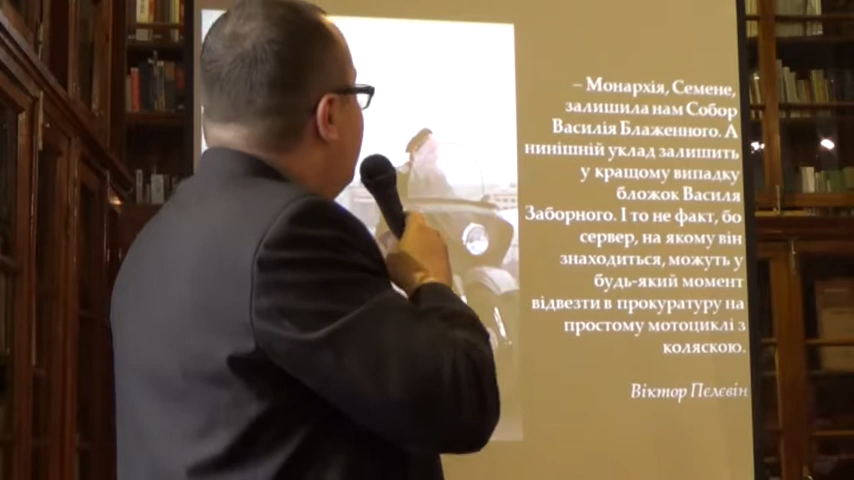 – Монархія, Семене,
залишила нам Собор
Василія Блаженного. А
нинішній уклад залишить
у кращому випадку
бложок Василя
Заборного. І то не факт, бо
сервер, на якому він
знаходиться, можуть у
будь-який момент
відвезти в прокуратуру на
простому мотоциклі з
коляскою.
Віктор Пелєвін